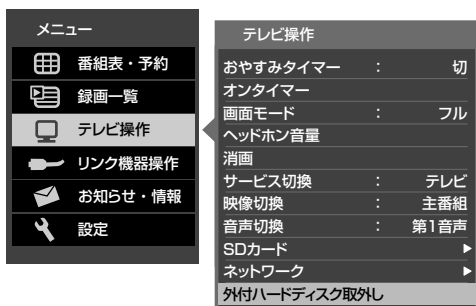 メニュー
番組表・予約
録画一覧
テレビ操作
リンク機器操作
お知らせ・情報
設定
テレビ操作
おやすみタイマー : 切
オンタイマー
画面モード : フル
ヘッドホン音量
消画
サービス切換 : テレビ
映像切換 : 主番組
音声切換 : 第1音声
SDカード
ネットワーク
外付ハードディスク取外し